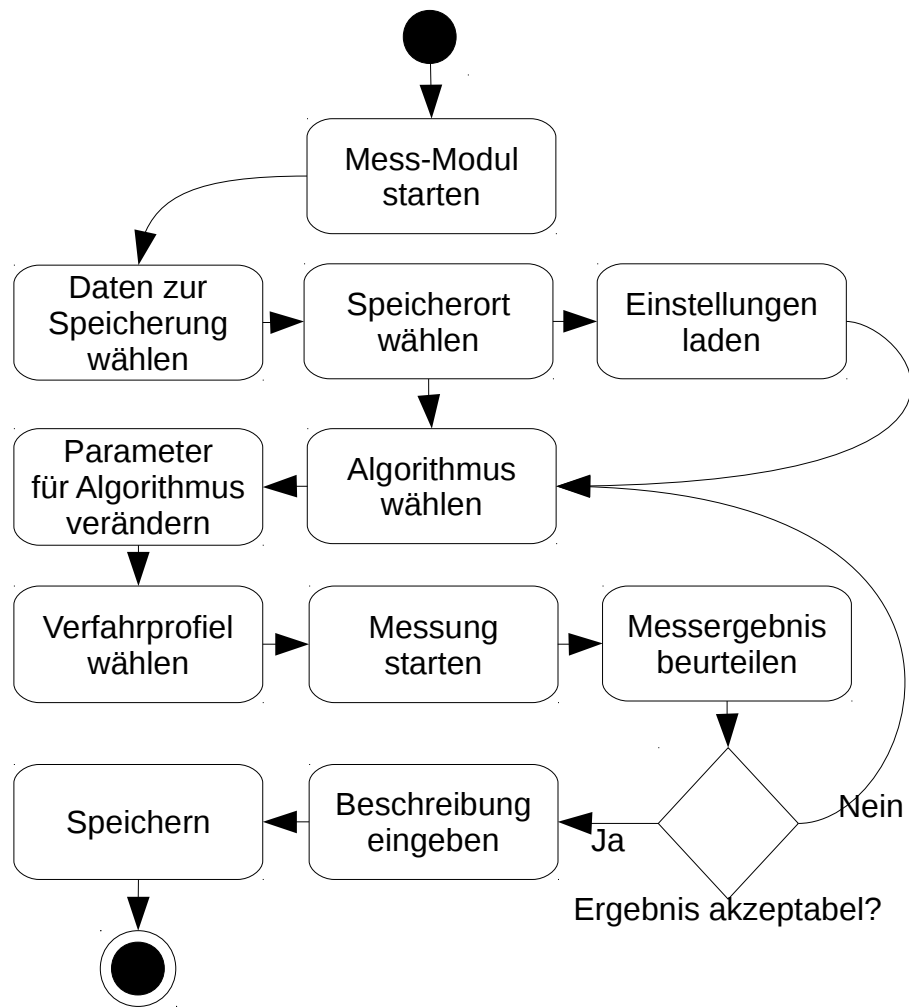 Mess-Modul
starten
Daten zur
Speicherung
wählen
Speicherort
wählen
Einstellungen
laden
Parameter
für Algorithmus
verändern
Algorithmus
wählen
Verfahrprofiel
wählen
Messung
starten
Messergebnis
beurteilen
Speichern
Beschreibung
eingeben
Ja
Nein
Ergebnis akzeptabel?